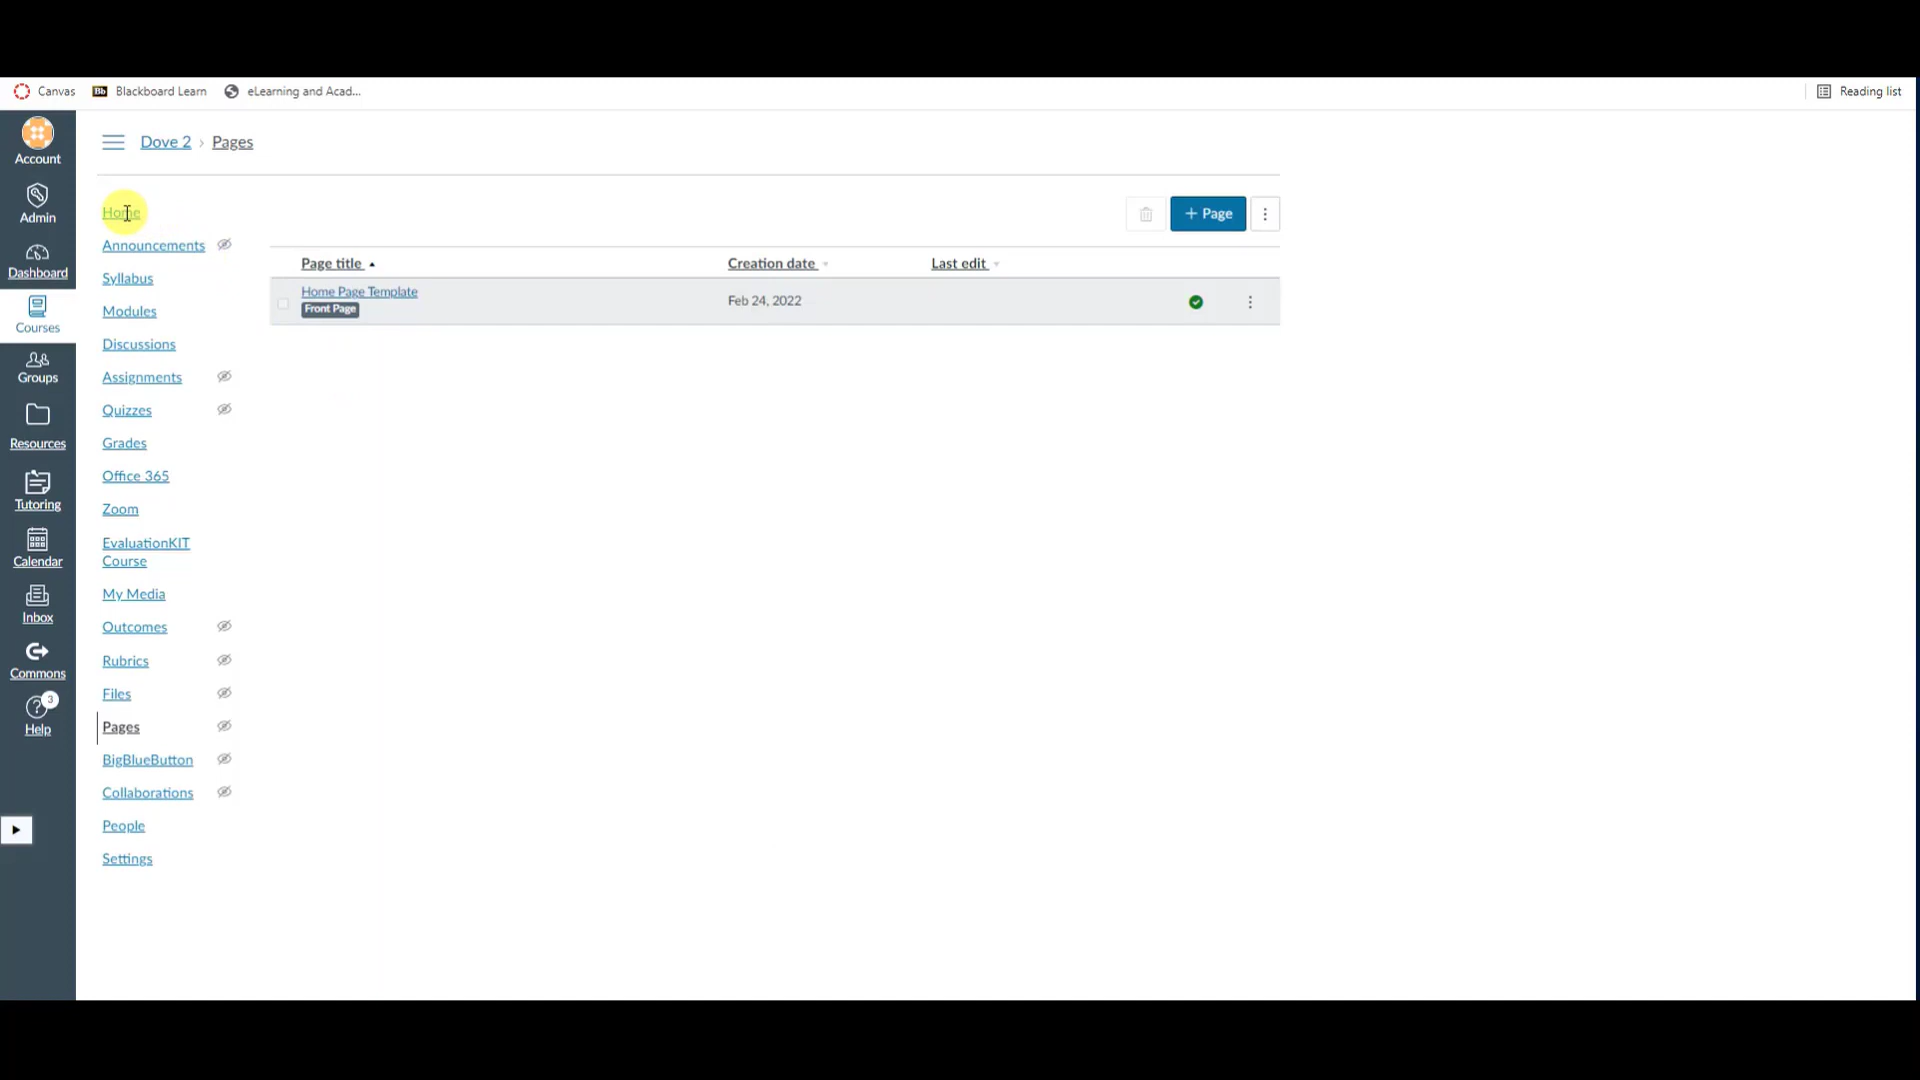 Canvas Blackboard Learn eLearning and Acad... Reading list
Account
Admin
Dashboard
Courses
Groups
Resources
Tutoring
Calendar
Inbox
Commons
3
Help
Dove 2 › Pages
Home
Announcements
Syllabus
Modules
Discussions
Assignments
Quizzes
Grades
Office 365
Zoom
EvaluationKIT
Course
My Media
Outcomes
Rubrics
Files
Pages
BigBlueButton
Collaborations
People
Settings
+ Page
Page title Creation date Last edit
Home Page Template
Front Page
Feb 24, 2022